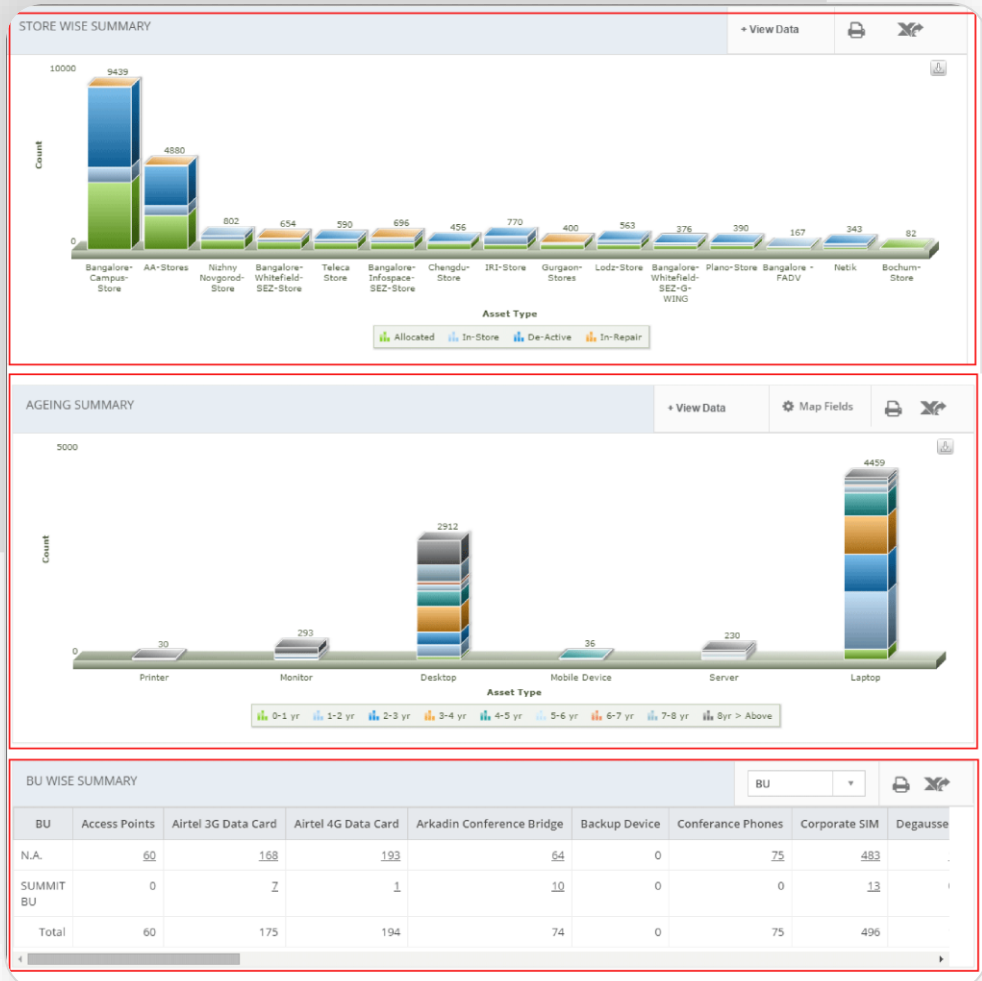 STORE WISE SUMMARY
+ View Data
10000
9439
4880
802
654
590
696
456
770
400
563
376
390
167
343
82
Count
0
Bangalore-Campus-Store
AA-Stores
Nizhny Novgorod-Store
Bangalore-Whitefield-SEZ-Store
Teleca Store
Bangalore-Infospace-SEZ-Store
Chengdu-Store
IRI-Store
Gurgaon-Stores
Lodz-Store
Bangalore-Whitefield-SEZ-G-WING
Plano-Store
Bangalore - FADV
Netik
Bochum-Store
Asset Type
Allocated In-Store De-Active In-Repair
AGEING SUMMARY
+ View Data
Map Fields
5000
4459
2912
293
30
36
230
Count
0
Printer Monitor Desktop Mobile Device Server Laptop
Asset Type
0-1 yr 1-2 yr 2-3 yr 3-4 yr 4-5 yr 5-6 yr 6-7 yr 7-8 yr 8yr > Above
BU WISE SUMMARY
BU
BU Access Points Airtel 3G Data Card Airtel 4G Data Card Arkadin Conference Bridge Backup Device Conferance Phones Corporate SIM Degausse
N.A. 60 168 193 64 0 75 483
SUMMIT BU 0 7 1 10 0 0 13
Total 60 175 194 74 0 75 496